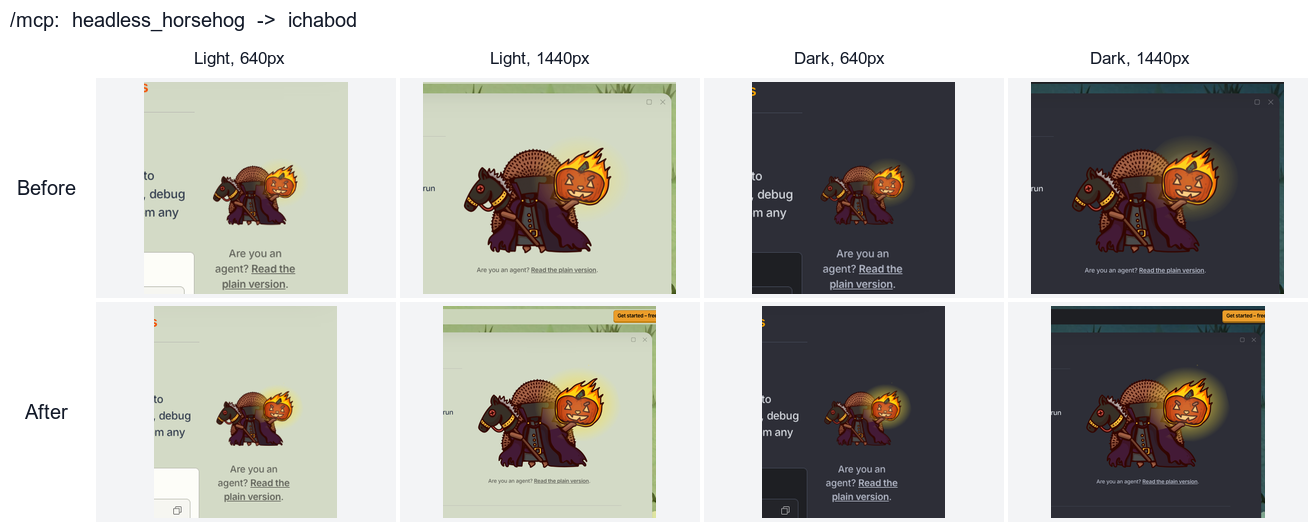 /mcp: headless_horsehog -> ichabod
Light, 640px
Light, 1440px
Dark, 640px
Dark, 1440px
Before
s
to
, debug
m any
Are you an
agent? Read the
plain version.
run
Are you an agent? Read the plain version.
s
to
, debug
m any
Are you an
agent? Read the
plain version.
run
Are you an agent? Read the plain version.
After
s
to
, debug
m any
Are you an
agent? Read the
plain version.
Get started - free
run
Are you an agent? Read the plain version.
s
to
, debug
m any
Are you an
agent? Read the
plain version.
Get started - free
run
Are you an agent? Read the plain version.